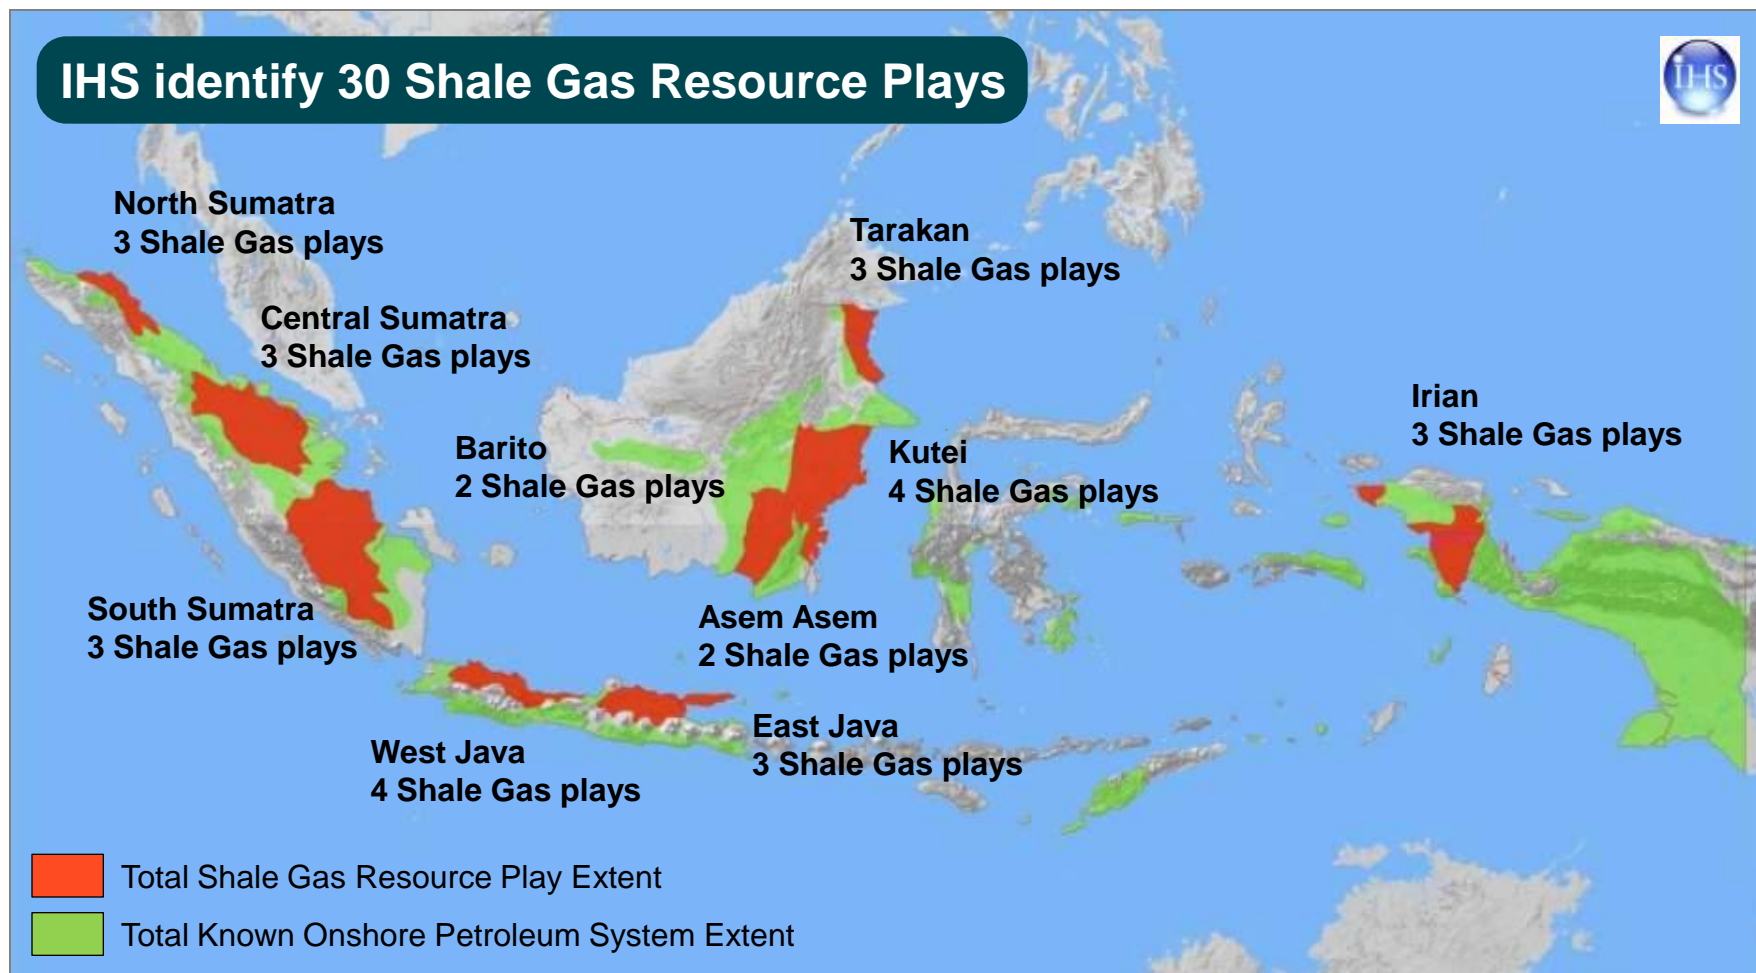 IHS identify 30 Shale Gas Resource Plays
IHS
North Sumatra
3 Shale Gas plays
Tarakan
3 Shale Gas plays
Central Sumatra
3 Shale Gas plays
Irian
3 Shale Gas plays
Barito
2 Shale Gas plays
Kutei
4 Shale Gas plays
South Sumatra
3 Shale Gas plays
Asem Asem
2 Shale Gas plays
East Java
3 Shale Gas plays
West Java
4 Shale Gas plays
Total Shale Gas Resource Play Extent
Total Known Onshore Petroleum System Extent